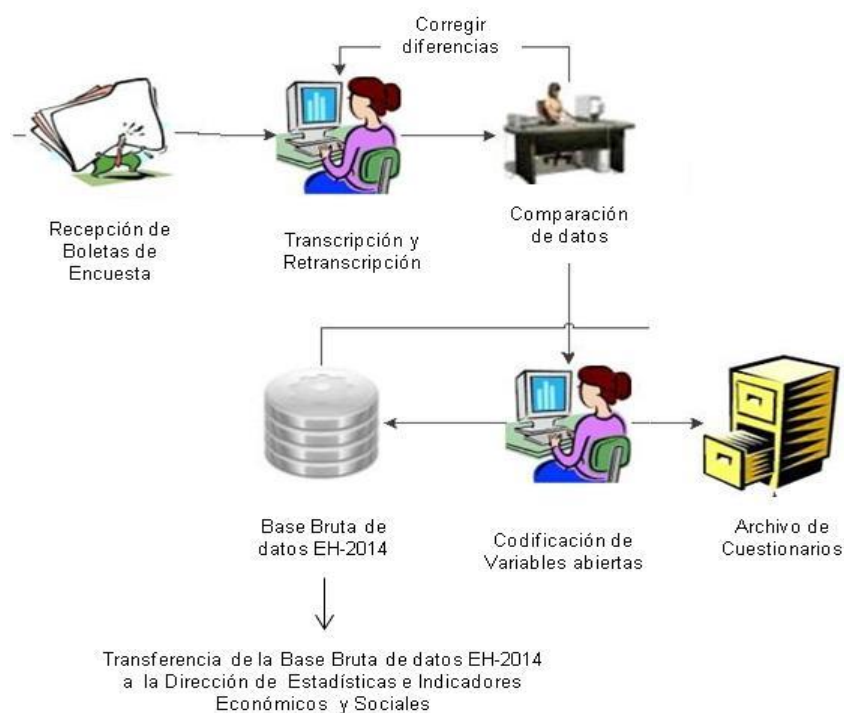 Corregir
diferencias
Recepción de
Boletas de
Encuesta
Transcripción y
Retranscripción
Comparación
de datos
Base Bruta de
datos EH-2014
Codificación de
Variables abiertas
Archivo de
Cuestionarios
Transferencia de la Base Bruta de datos EH-2014
a la Dirección de Estadísticas e Indicadores
Económicos y Sociales